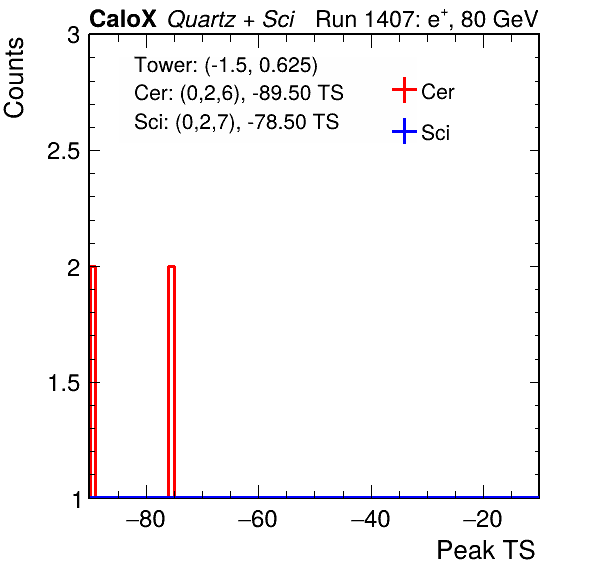 CaloX Quartz + Sci Run 1407: e+, 80 GeV
Counts
Tower: (-1.5, 0.625)
Cer: (0,2,6), -89.50 TS
Sci: (0,2,7), -78.50 TS
Cer
Sci
3
2.5
2
1.5
1
−80 −60 −40 −20
Peak TS